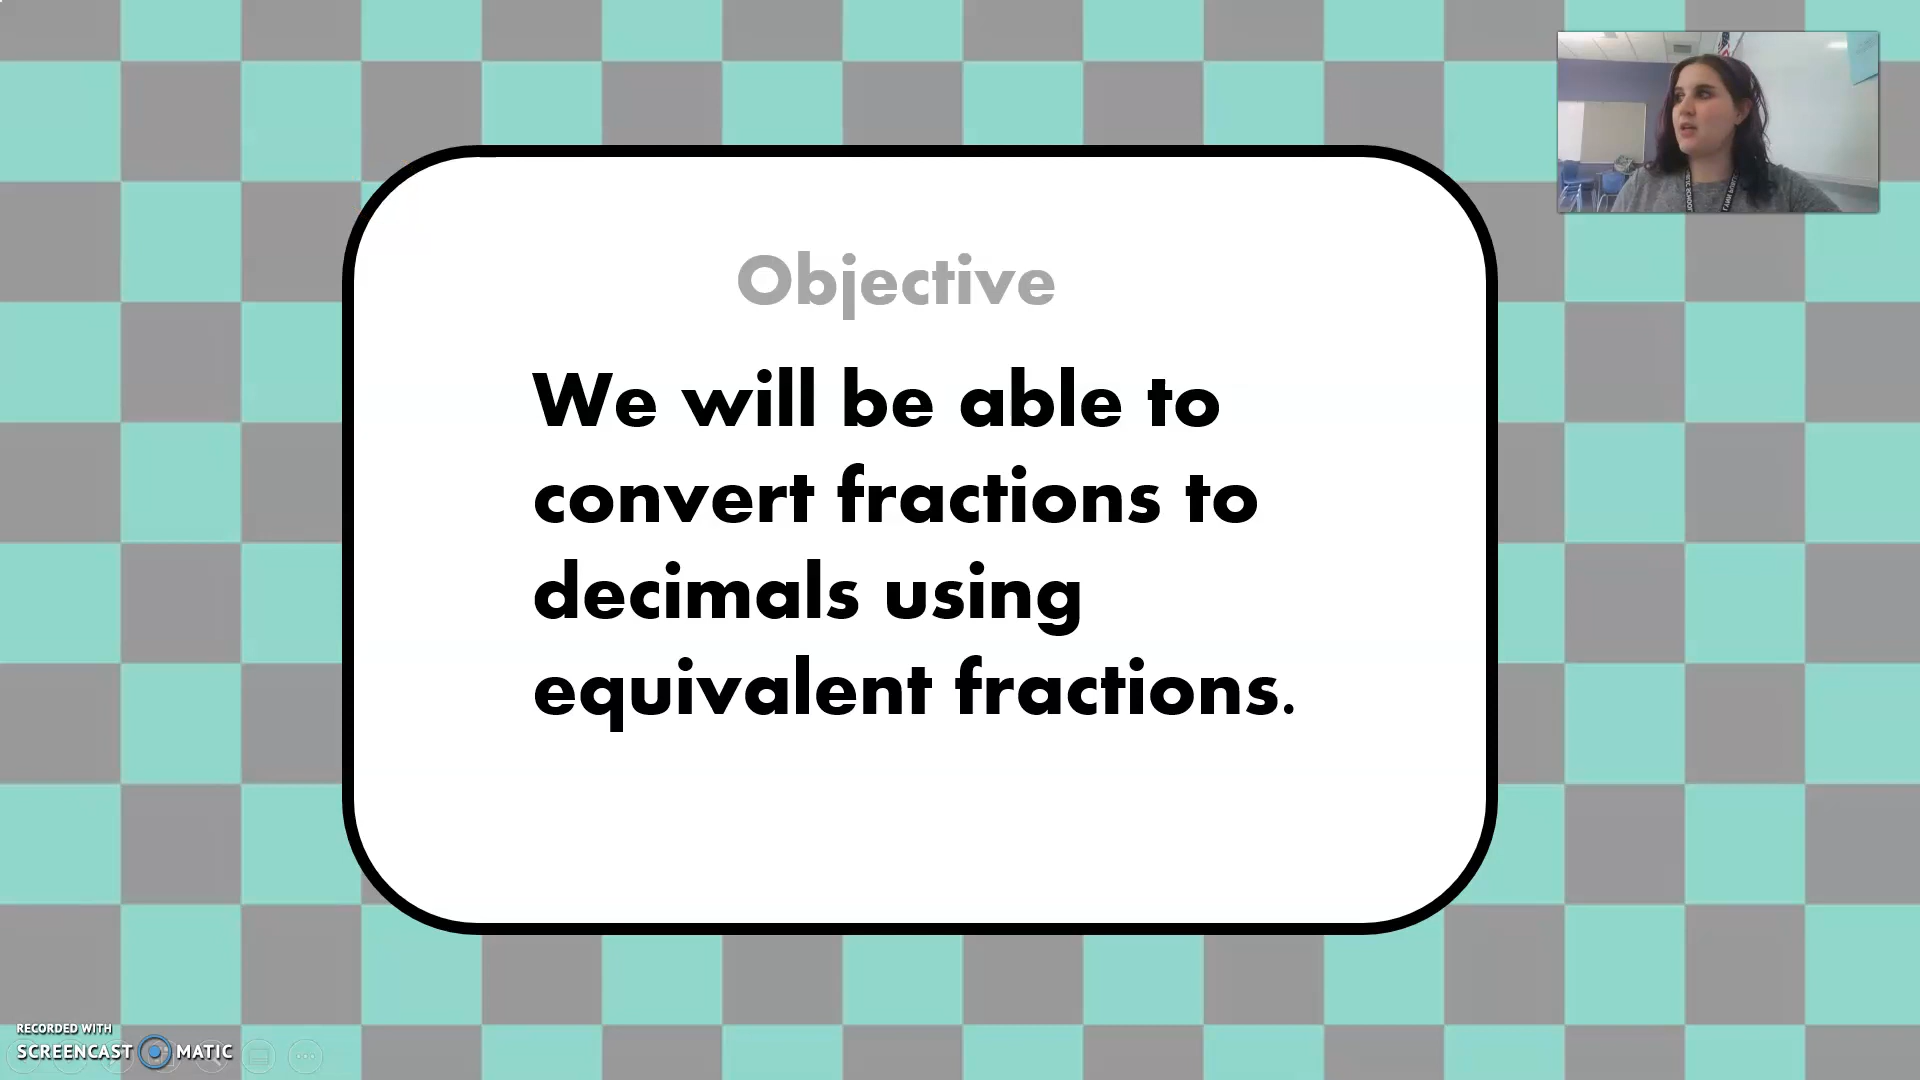 Objective
We will be able to
convert fractions to
decimals using
equivalent fractions.
RECORDED WITH
SCREENCAST MATIC